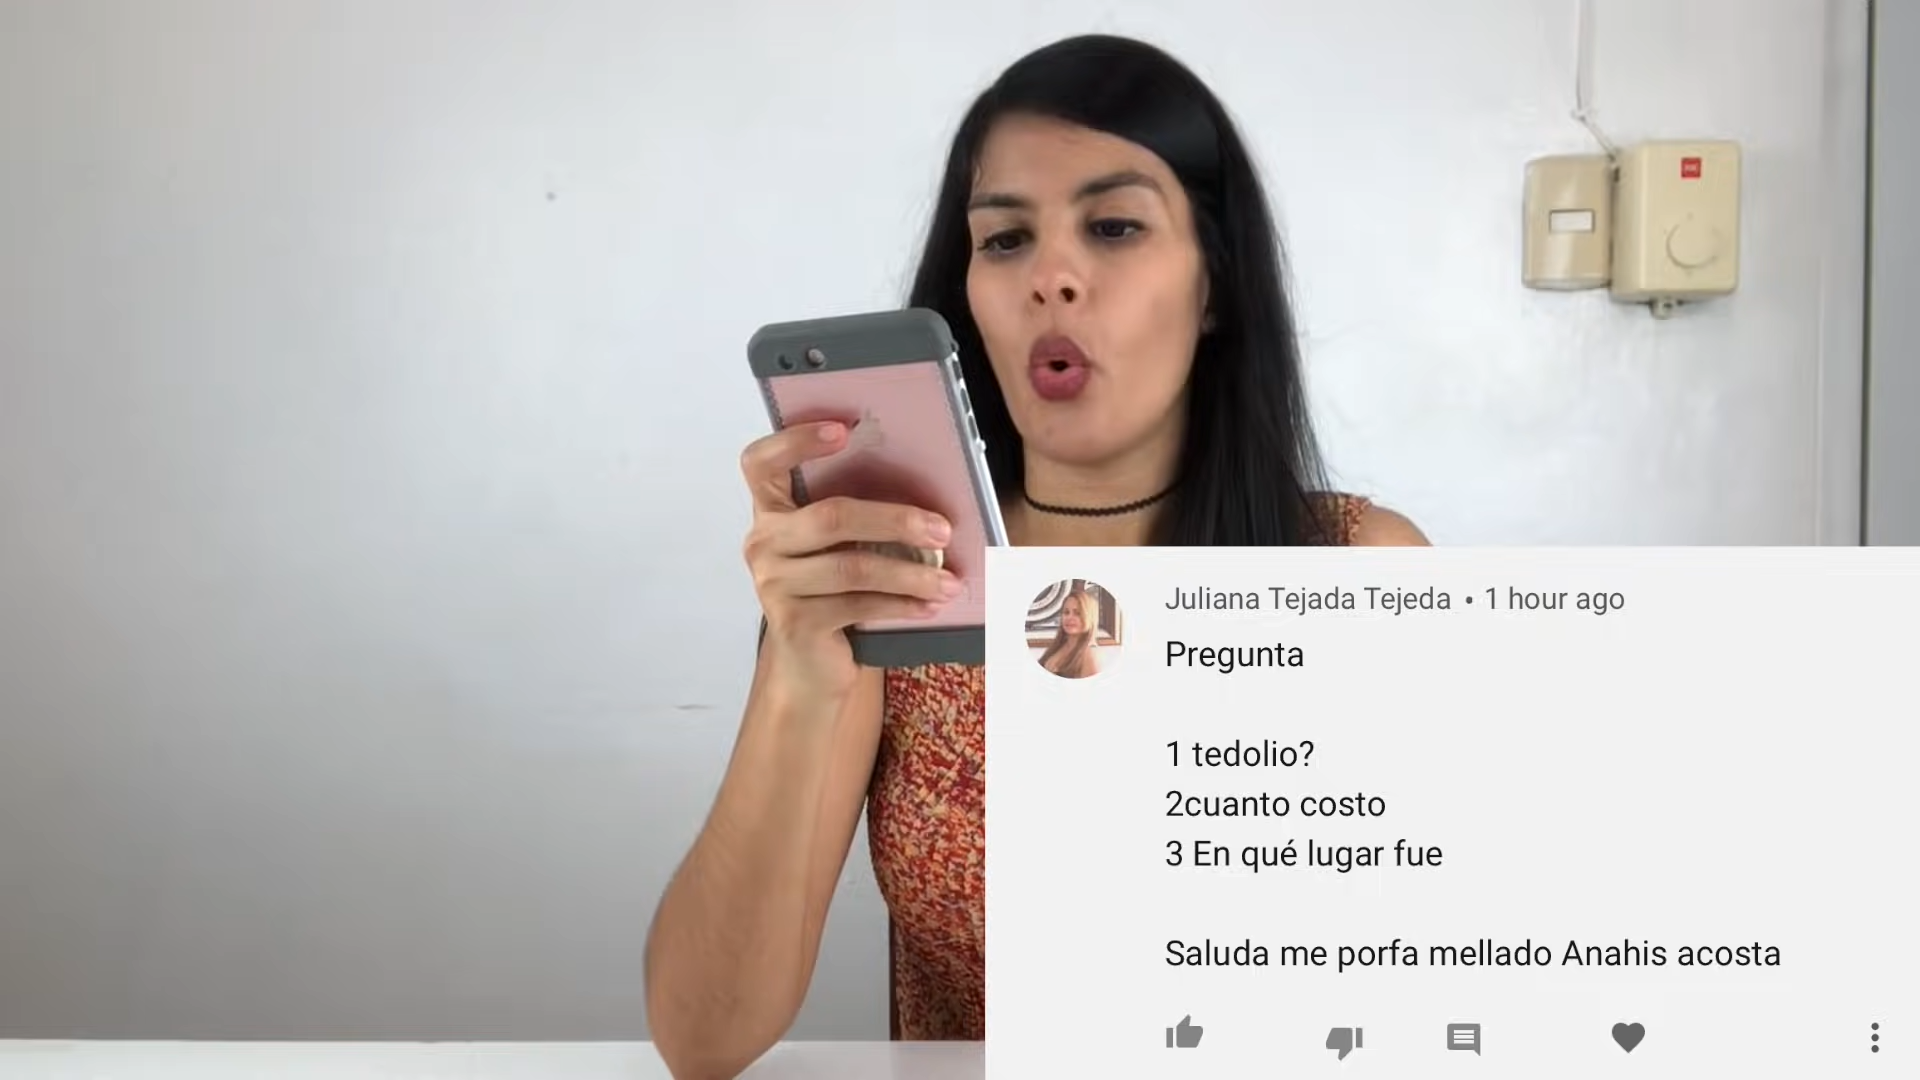 Juliana Tejada Tejeda • 1 hour ago
Pregunta
1 tedolio?
2cuanto costo
3 En qué lugar fue
Saluda me porfa mellado Anahis acosta